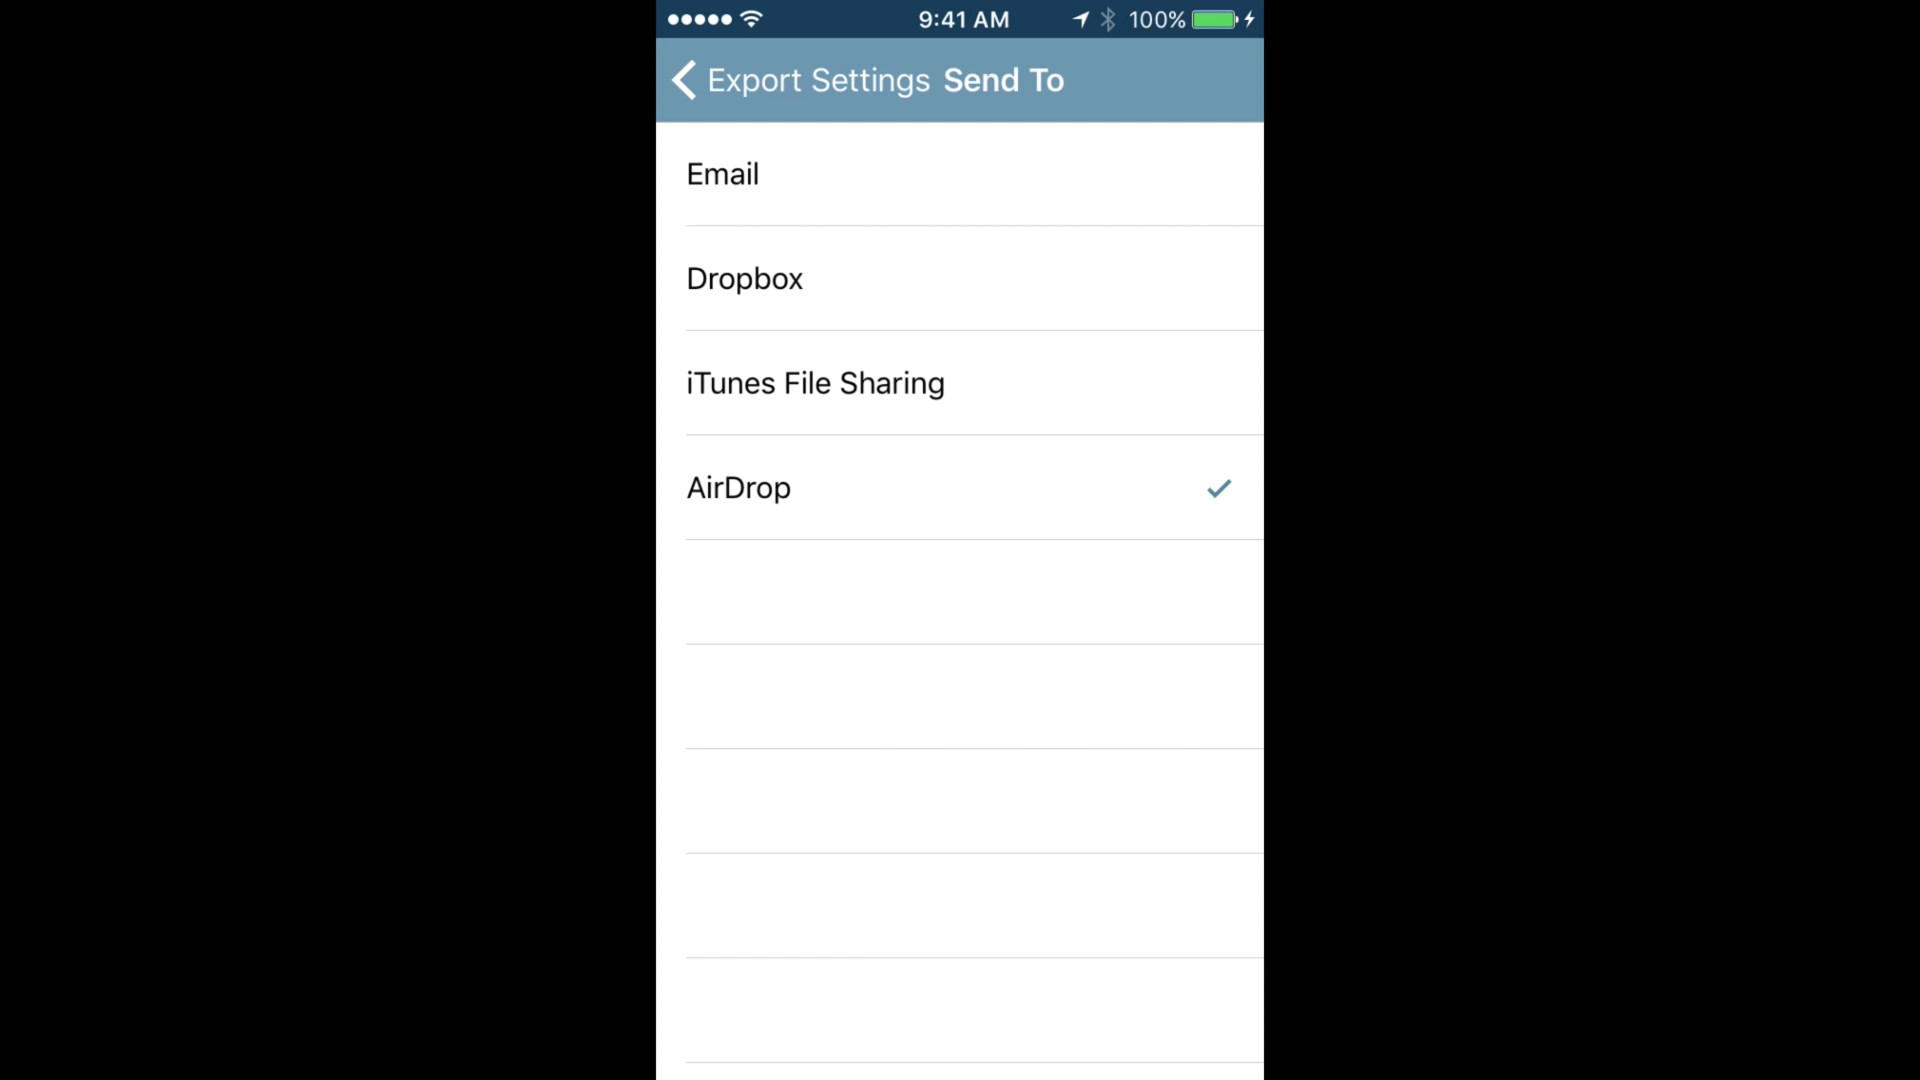 9:41 AM 100%
Export Settings Send To
Email
Dropbox
iTunes File Sharing
AirDrop